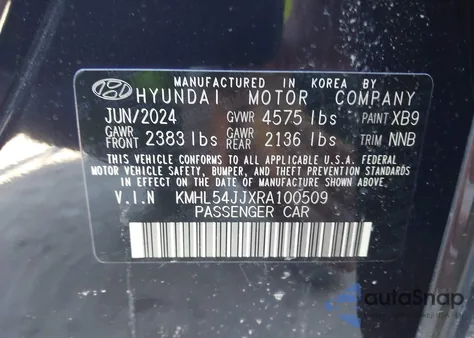 MANUFACTURED IN KOREA BY
HYUNDAI MOTOR COMPANY
JUN/2024 GVWR 4575 lbs PAINT XB9
GAWR FRONT 2383 lbs GAWR REAR 2136 lbs TRIM NNB
THIS VEHICLE CONFORMS TO ALL APPLICABLE U.S.A. FEDERAL
MOTOR VEHICLE SAFETY, BUMPER, AND THEFT PREVENTION
STANDARDS IN EFFECT ON THE DATE OF MANUFACTURE SHOWN ABOVE.
V.I.N KMHL54JJXRA100509
PASSENGER CAR
autoSnap